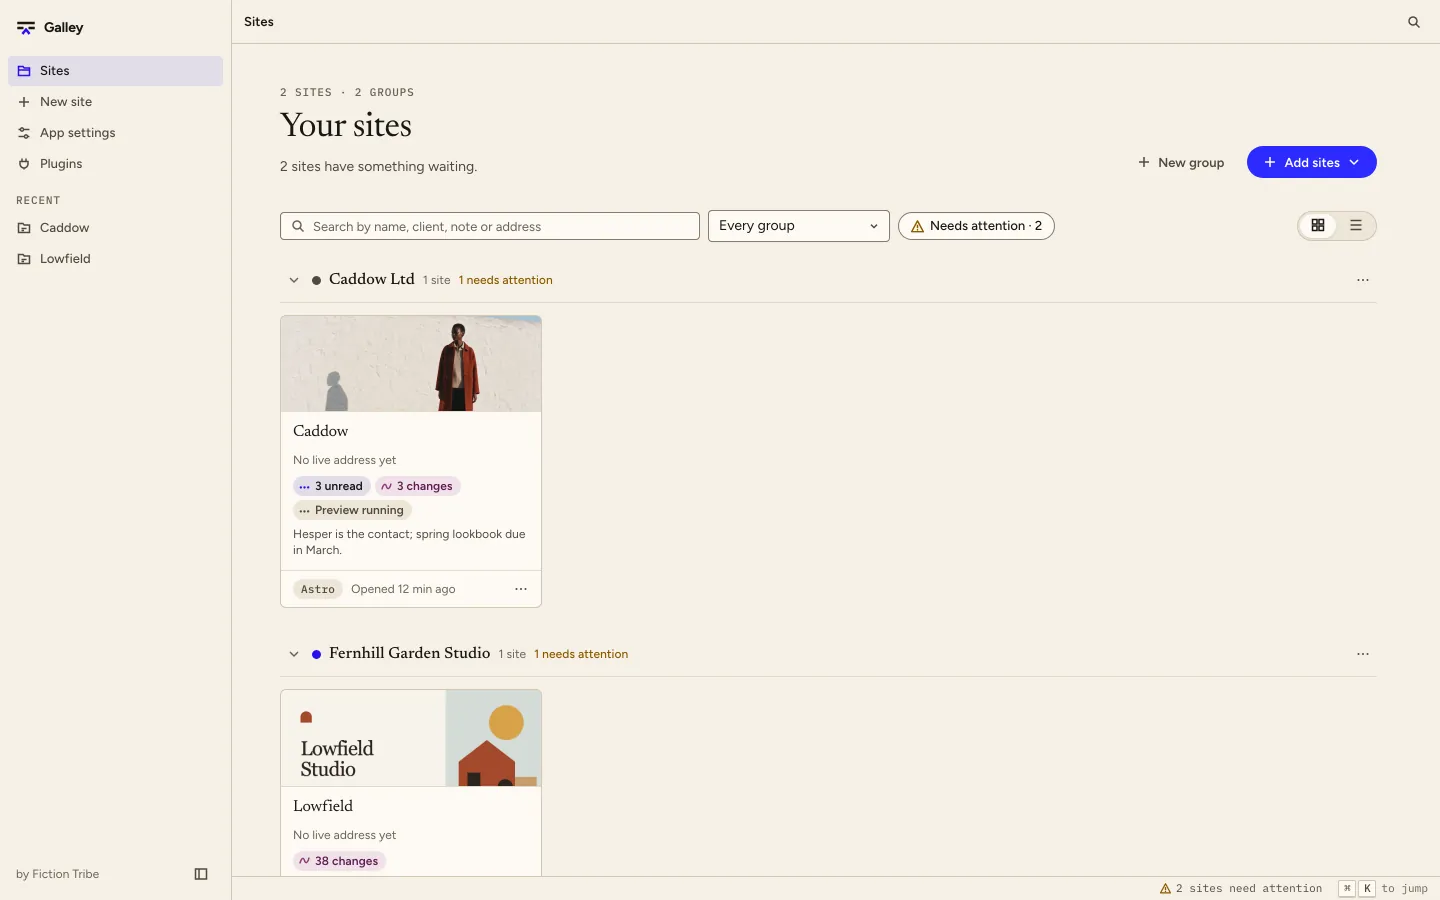 Galley
Sites
New site
App settings
Plugins
RECENT
Caddow
Lowfield
by Fiction Tribe
Sites
2 SITES · 2 GROUPS
Your sites
2 sites have something waiting.
New group
Add sites
Search by name, client, note or address
Every group
Needs attention · 2
Caddow Ltd 1 site 1 needs attention
Caddow
No live address yet
3 unread
3 changes
Preview running
Hesper is the contact; spring lookbook due
in March.
Astro
Opened 12 min ago
Fernhill Garden Studio 1 site 1 needs attention
Lowfield
Studio
Lowfield
No live address yet
38 changes
2 sites need attention
⌘ K to jump